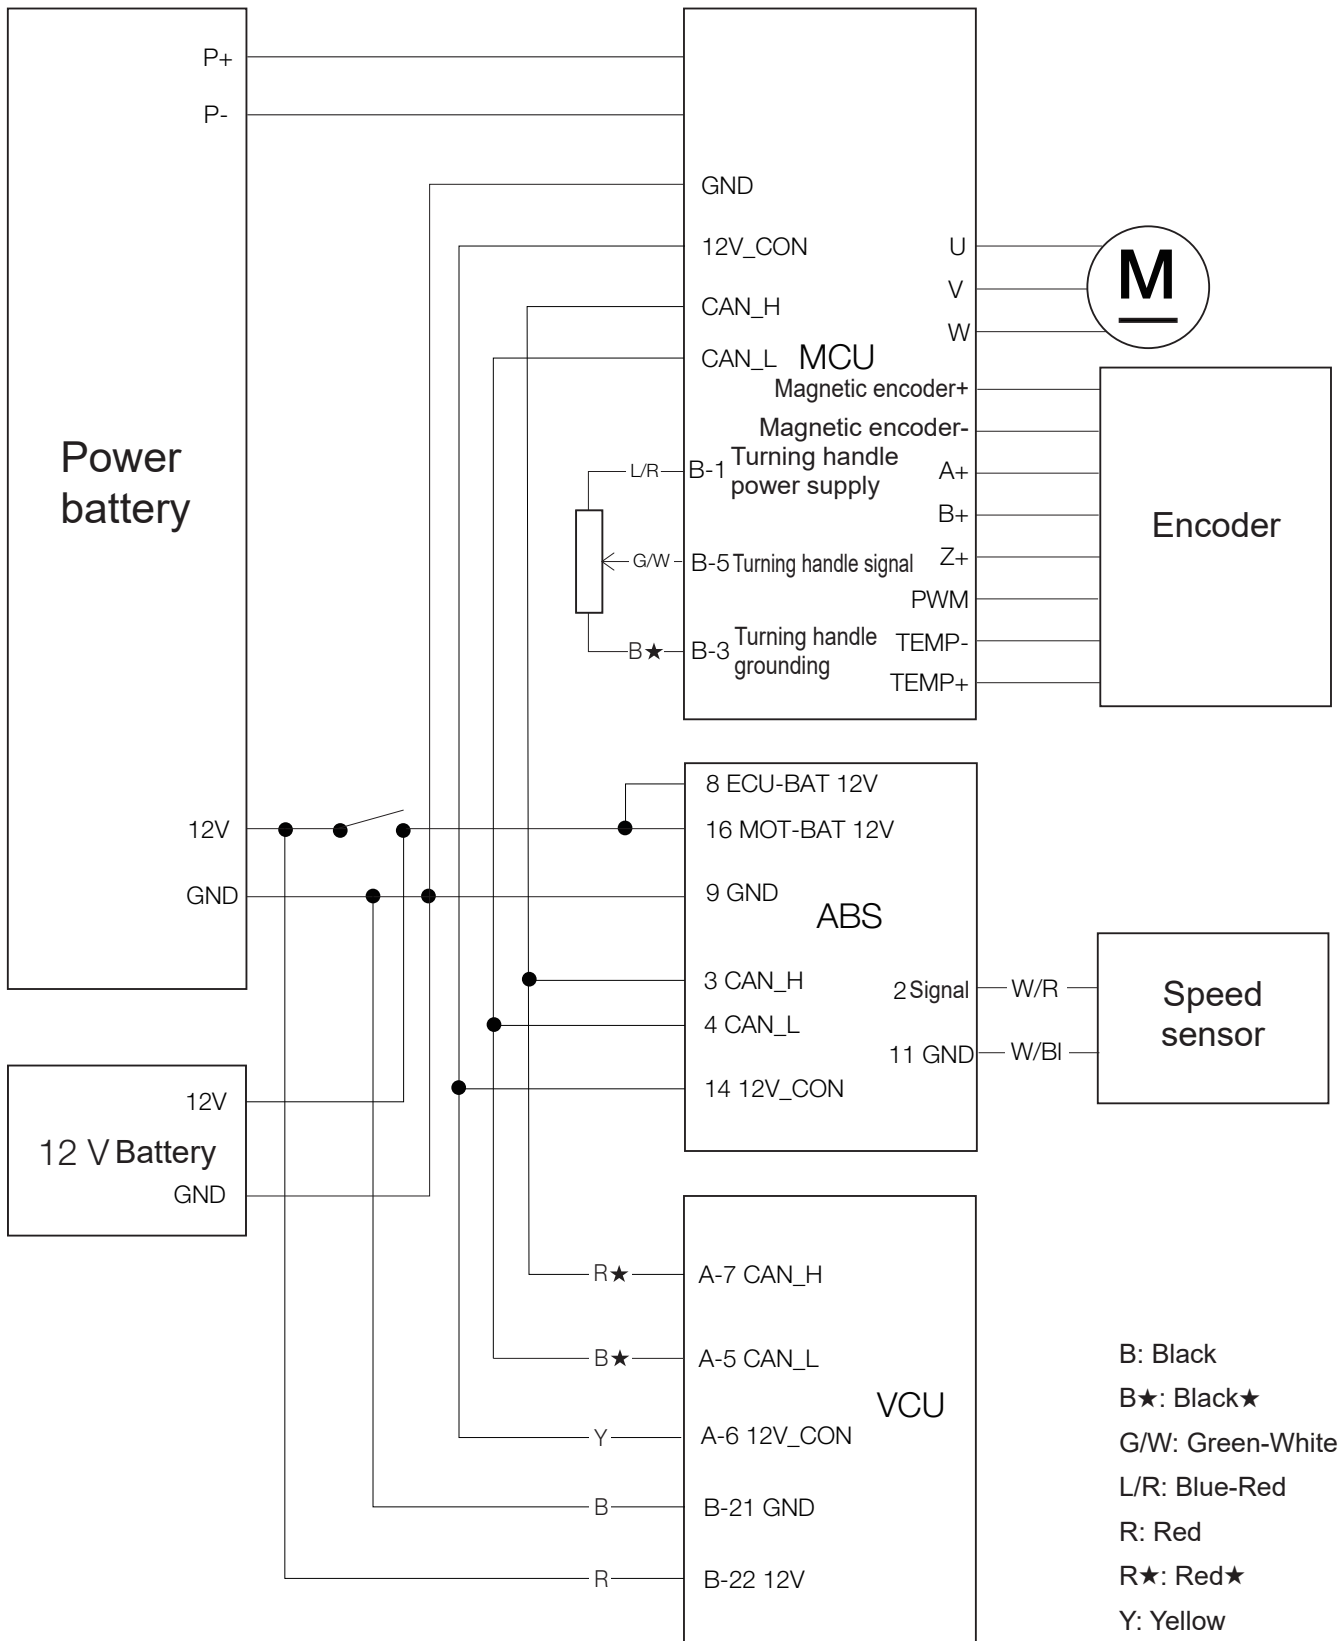 P+
P-
Power
battery
12V
GND
12V
12 V Battery
GND
GND
12V_CON
CAN_H
CAN_L
MCU
L/R
B-1
Turning handle
power supply
G/W
B-5 Turning handle signal
B★
B-3
Turning handle
grounding
U
V
W
Magnetic encoder+
Magnetic encoder-
A+
B+
Z+
PWM
TEMP-
TEMP+
M
Encoder
8 ECU-BAT 12V
16 MOT-BAT 12V
9 GND
ABS
3 CAN_H
4 CAN_L
14 12V_CON
2 Signal
11 GND
W/R
W/Bl
Speed
sensor
R★
A-7 CAN_H
B★
A-5 CAN_L
VCU
Y
A-6 12V_CON
B
B-21 GND
R
B-22 12V
B: Black
B★: Black★
G/W: Green-White
L/R: Blue-Red
R: Red
R★: Red★
Y: Yellow